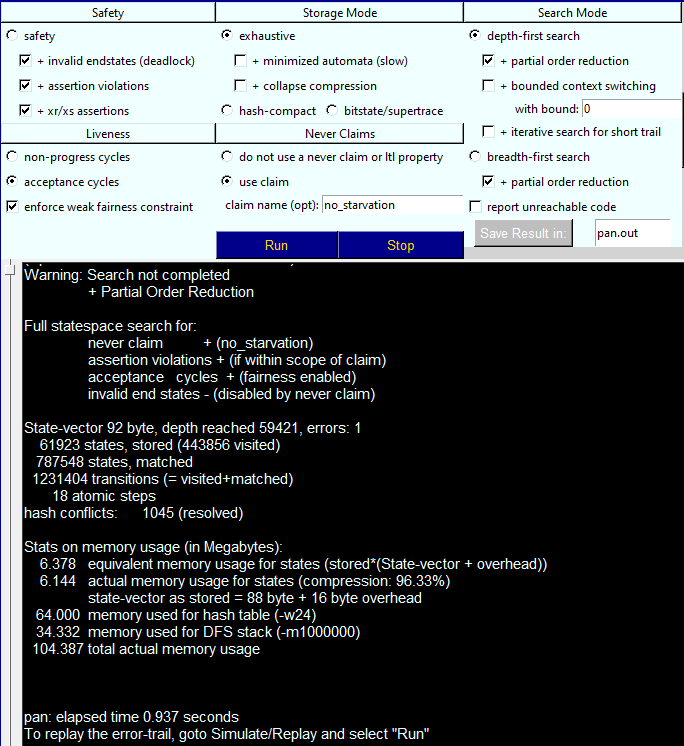 Safety Storage Mode Search Mode
safety exhaustive depth-first search
+ invalid endstates (deadlock) + minimized automata (slow) + partial order reduction
+ assertion violations + collapse compression + bounded context switching
+ xr/xs assertions hash-compact bitstate/supertrace with bound: 0
Liveness Never Claims + iterative search for short trail
non-progress cycles do not use a never claim or ltl property breadth-first search
acceptance cycles use claim + partial order reduction
enforce weak fairness constraint claim name (opt): no_starvation report unreachable code
Run Stop Save Result in: pan.out
Warning: Search not completed
+ Partial Order Reduction
Full statespace search for:
never claim + (no_starvation)
assertion violations + (if within scope of claim)
acceptance cycles + (fairness enabled)
invalid end states - (disabled by never claim)
State-vector 92 byte, depth reached 59421, errors: 1
61923 states, stored (443856 visited)
787548 states, matched
1231404 transitions (= visited+matched)
18 atomic steps
hash conflicts: 1045 (resolved)
Stats on memory usage (in Megabytes):
6.378 equivalent memory usage for states (stored*(State-vector + overhead))
6.144 actual memory usage for states (compression: 96.33%)
state-vector as stored = 88 byte + 16 byte overhead
64.000 memory used for hash table (-w24)
34.332 memory used for DFS stack (-m1000000)
104.387 total actual memory usage
pan: elapsed time 0.937 seconds
To replay the error-trail, goto Simulate/Replay and select "Run"